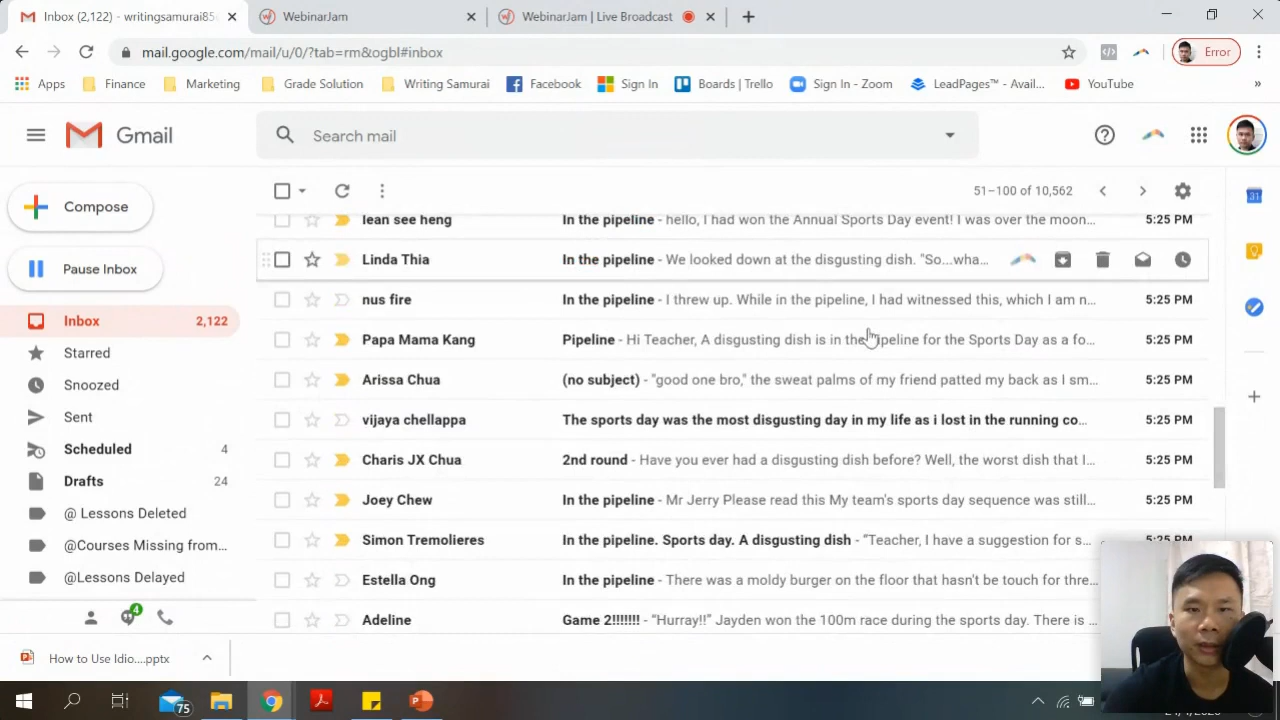 Inbox (2,122) - writingsamurai85
WebinarJam
WebinarJam | Live Broadcast
mail.google.com/mail/u/0/?tab=rm&ogbl#inbox
Error
Apps
Finance
Marketing
Grade Solution
Writing Samurai
Facebook
Sign In
Boards | Trello
Sign In - Zoom
LeadPages™ - Avail...
YouTube
»
Gmail
Search mail
Compose
51–100 of 10,562
Pause Inbox
Inbox 2,122
Starred
Snoozed
Sent
Scheduled 4
Drafts 24
@ Lessons Deleted
@Courses Missing from...
@Lessons Delayed
4
lean see heng In the pipeline - hello, I had won the Annual Sports Day event! I was over the moon... 5:25 PM
Linda Thia In the pipeline - We looked down at the disgusting dish. "So...wha...
nus fire In the pipeline - I threw up. While in the pipeline, I had witnessed this, which I am n... 5:25 PM
Papa Mama Kang Pipeline - Hi Teacher, A disgusting dish is in the pipeline for the Sports Day as a fo... 5:25 PM
Arissa Chua (no subject) - "good one bro," the sweat palms of my friend patted my back as I sm... 5:25 PM
vijaya chellappa The sports day was the most disgusting day in my life as i lost in the running co... 5:25 PM
Charis JX Chua 2nd round - Have you ever had a disgusting dish before? Well, the worst dish that I... 5:25 PM
Joey Chew In the pipeline - Mr Jerry Please read this My team's sports day sequence was still... 5:25 PM
Simon Tremolieres In the pipeline. Sports day. A disgusting dish - “Teacher, I have a suggestion for s... 5:25 PM
Estella Ong In the pipeline - There was a moldy burger on the floor that hasn't be touch for thre...
Adeline Game 2!!!!!!! - “Hurray!!” Jayden won the 100m race during the sports day. There is ...
31
How to Use Idio....pptx
75